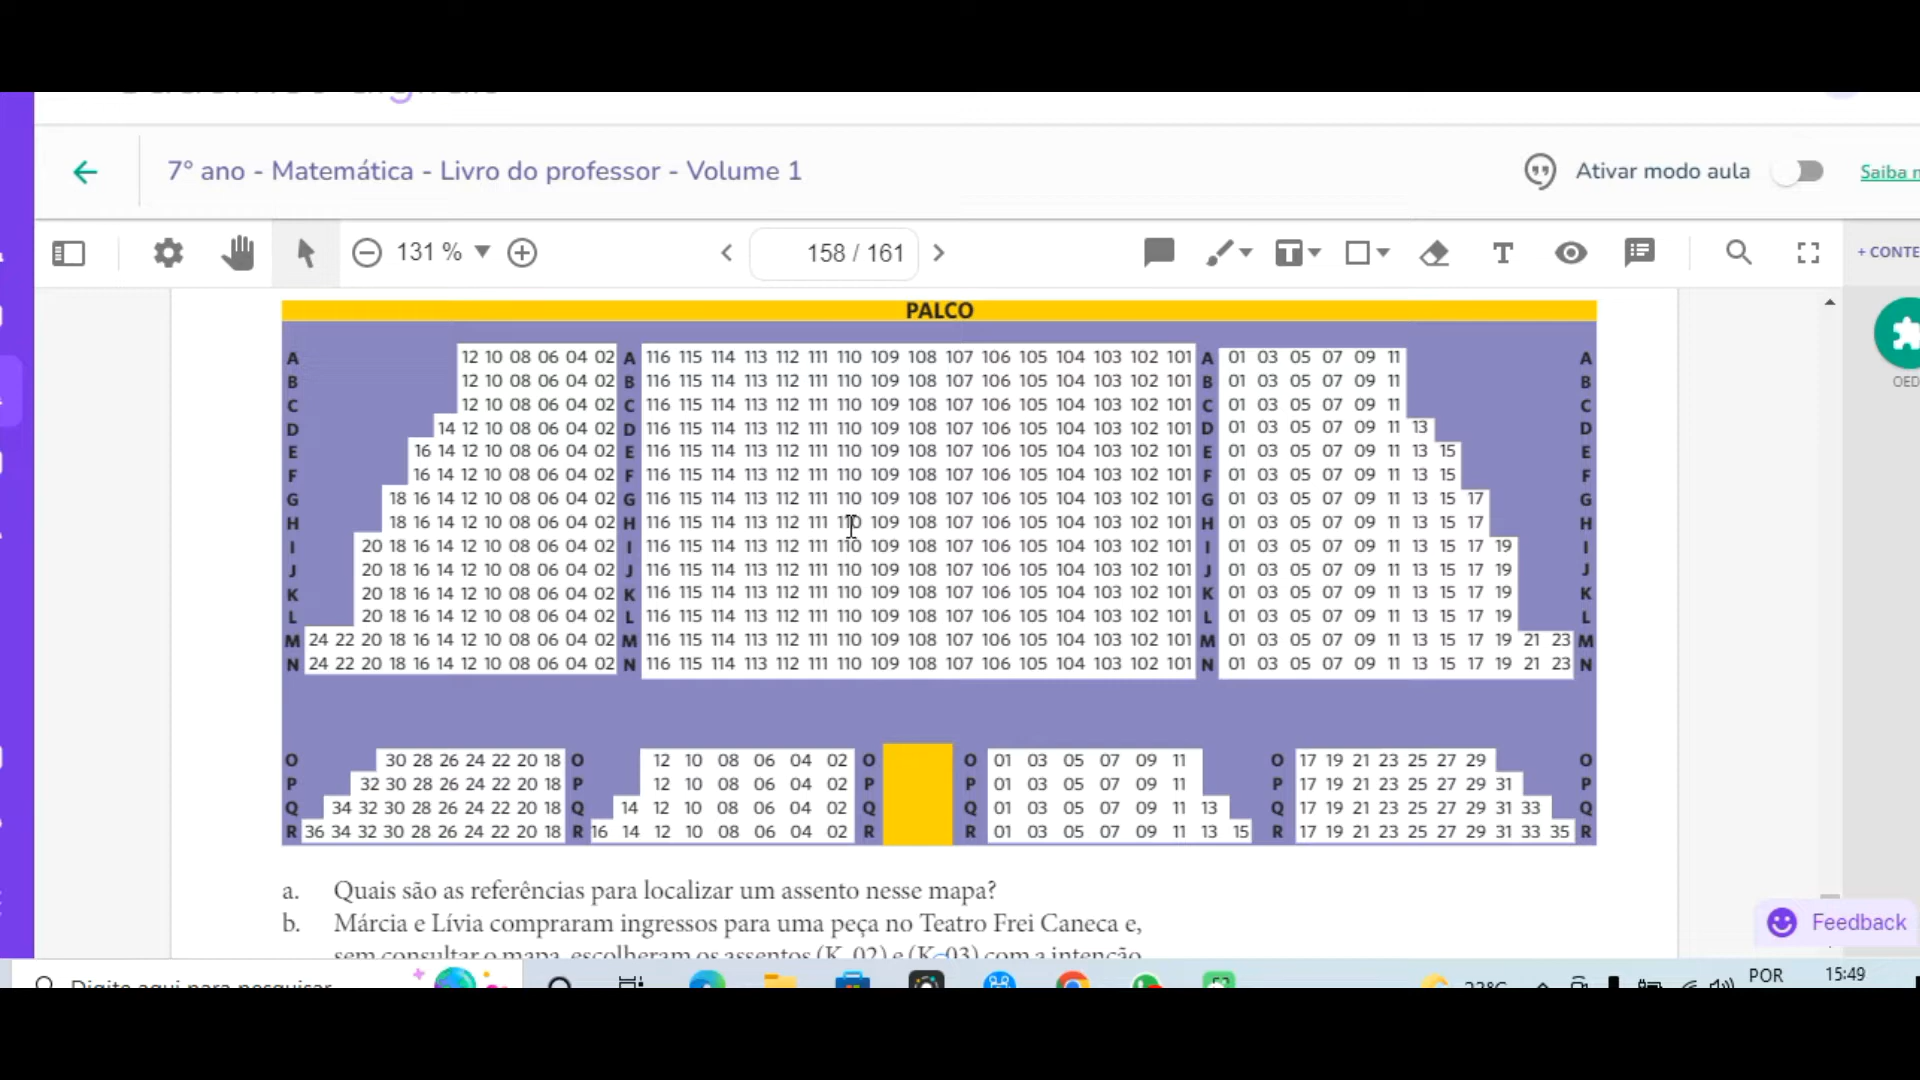 7° ano - Matemática - Livro do professor - Volume 1
Ativar modo aula
131 %
158 / 161
+ CONTE
PALCO
A 12 10 08 06 04 02 A 116 115 114 113 112 111 110 109 108 107 106 105 104 103 102 101 A 01 03 05 07 09 11 A
B 12 10 08 06 04 02 B 116 115 114 113 112 111 110 109 108 107 106 105 104 103 102 101 B 01 03 05 07 09 11 B
C 12 10 08 06 04 02 C 116 115 114 113 112 111 110 109 108 107 106 105 104 103 102 101 C 01 03 05 07 09 11 C
D 14 12 10 08 06 04 02 D 116 115 114 113 112 111 110 109 108 107 106 105 104 103 102 101 D 01 03 05 07 09 11 13 D
E 16 14 12 10 08 06 04 02 E 116 115 114 113 112 111 110 109 108 107 106 105 104 103 102 101 E 01 03 05 07 09 11 13 15 E
F 16 14 12 10 08 06 04 02 F 116 115 114 113 112 111 110 109 108 107 106 105 104 103 102 101 F 01 03 05 07 09 11 13 15 F
G 18 16 14 12 10 08 06 04 02 G 116 115 114 113 112 111 110 109 108 107 106 105 104 103 102 101 G 01 03 05 07 09 11 13 15 17 G
H 18 16 14 12 10 08 06 04 02 H 116 115 114 113 112 111 110 109 108 107 106 105 104 103 102 101 H 01 03 05 07 09 11 13 15 17 H
I 20 18 16 14 12 10 08 06 04 02 I 116 115 114 113 112 111 110 109 108 107 106 105 104 103 102 101 I 01 03 05 07 09 11 13 15 17 19 I
J 20 18 16 14 12 10 08 06 04 02 J 116 115 114 113 112 111 110 109 108 107 106 105 104 103 102 101 J 01 03 05 07 09 11 13 15 17 19 J
K 20 18 16 14 12 10 08 06 04 02 K 116 115 114 113 112 111 110 109 108 107 106 105 104 103 102 101 K 01 03 05 07 09 11 13 15 17 19 K
L 20 18 16 14 12 10 08 06 04 02 L 116 115 114 113 112 111 110 109 108 107 106 105 104 103 102 101 L 01 03 05 07 09 11 13 15 17 19 L
M 24 22 20 18 16 14 12 10 08 06 04 02 M 116 115 114 113 112 111 110 109 108 107 106 105 104 103 102 101 M 01 03 05 07 09 11 13 15 17 19 21 23 M
N 24 22 20 18 16 14 12 10 08 06 04 02 N 116 115 114 113 112 111 110 109 108 107 106 105 104 103 102 101 N 01 03 05 07 09 11 13 15 17 19 21 23 N
O 30 28 26 24 22 20 18 O 12 10 08 06 04 02 O O 01 03 05 07 09 11 O 17 19 21 23 25 27 29 O
P 32 30 28 26 24 22 20 18 P 12 10 08 06 04 02 P P 01 03 05 07 09 11 P 17 19 21 23 25 27 29 31 P
Q 34 32 30 28 26 24 22 20 18 Q 14 12 10 08 06 04 02 Q Q 01 03 05 07 09 11 13 Q 17 19 21 23 25 27 29 31 33 Q
R 36 34 32 30 28 26 24 22 20 18 R 16 14 12 10 08 06 04 02 R R 01 03 05 07 09 11 13 15 R 17 19 21 23 25 27 29 31 33 35 R
OED
a. Quais são as referências para localizar um assento nesse mapa?
b. Márcia e Lívia compraram ingressos para uma peça no Teatro Frei Caneca e,
sem consultar o mapa, escolheram os assentos (K, 02) e (K, 03) com a intenção
Feedback
Digite aqui para pesquisar
POR
15:49